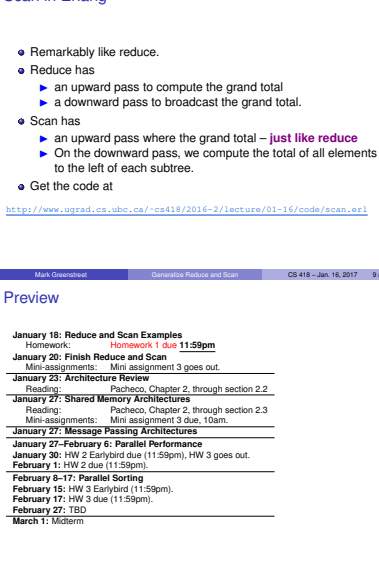 Scan in Erlang
Remarkably like reduce.
Reduce has
an upward pass to compute the grand total
a downward pass to broadcast the grand total.
Scan has
an upward pass where the grand total – just like reduce
On the downward pass, we compute the total of all elements
to the left of each subtree.
Get the code at
http://www.ugrad.cs.ubc.ca/~cs418/2016-2/lecture/01-16/code/scan.erl
Mark Greenstreet Generalize Reduce and Scan CS 418 – Jan. 16, 2017 9
Preview
January 18: Reduce and Scan Examples
Homework: Homework 1 due 11:59pm
January 20: Finish Reduce and Scan
Mini-assignments: Mini assignment 3 goes out.
January 23: Architecture Review
Reading: Pacheco, Chapter 2, through section 2.2
January 27: Shared Memory Architectures
Reading: Pacheco, Chapter 2, through section 2.3
Mini-assignments: Mini assignment 3 due, 10am.
January 27: Message Passing Architectures
January 27–February 6: Parallel Performance
January 30: HW 2 Earlybird due (11:59pm), HW 3 goes out.
February 1: HW 2 due (11:59pm).
February 8–17: Parallel Sorting
February 15: HW 3 Earlybird (11:59pm).
February 17: HW 3 due (11:59pm).
February 27: TBD
March 1: Midterm